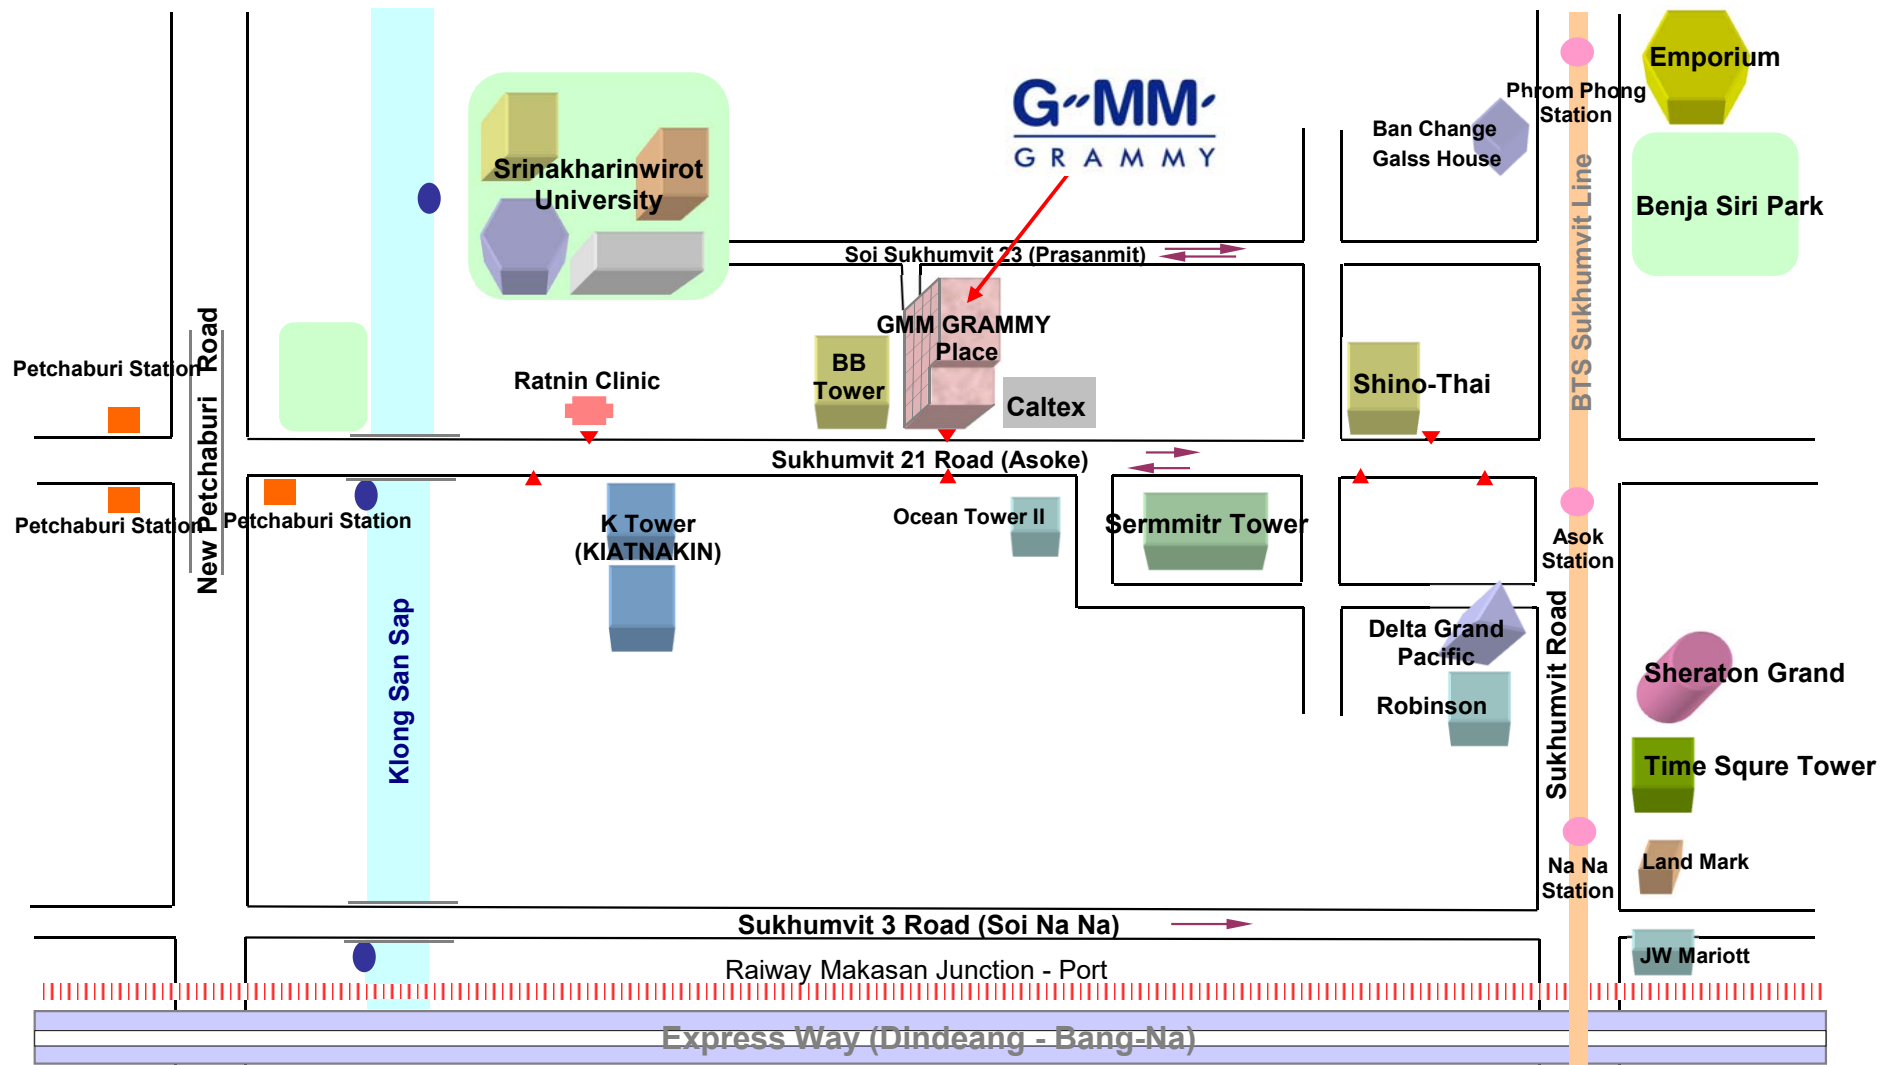 Emporium
G MM
GRAMMY
Phrom Phong
Station
Ban Change
Galss House
Srinakharinwirot
University
BTS Sukhumvit Line
Benja Siri Park
Soi Sukhumvit 23 (Prasanmit)
GMM GRAMMY
Place
BB
Tower
Petchaburi Station
Ratnin Clinic
Shino-Thai
Caltex
New Petchaburi Road
Sukhumvit 21 Road (Asoke)
Petchaburi Station
Petchaburi Station
K Tower
(KIATNAKIN)
Ocean Tower II
Sermmitr Tower
Asok
Station
Klong San Sap
Delta Grand
Pacific
Sukhumvit Road
Sheraton Grand
Robinson
Time Squre Tower
Na Na
Station
Land Mark
Sukhumvit 3 Road (Soi Na Na)
JW Mariott
Raiway Makasan Junction - Port
Express Way (Dindeang - Bang-Na)